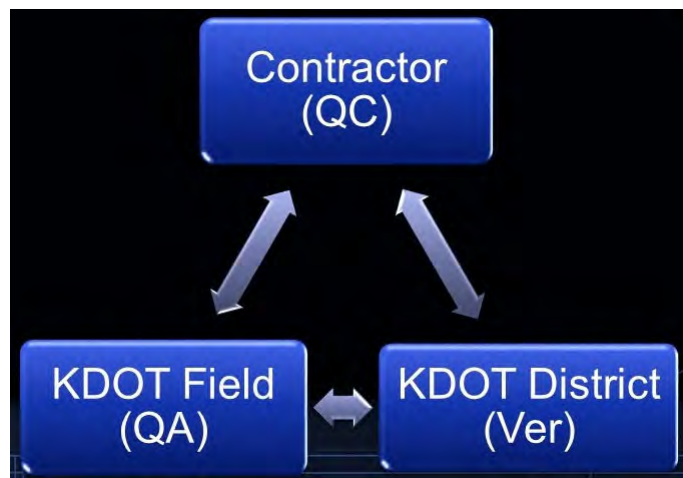 Contractor
(QC)
KDOT Field
(QA)
KDOT District
(Ver)